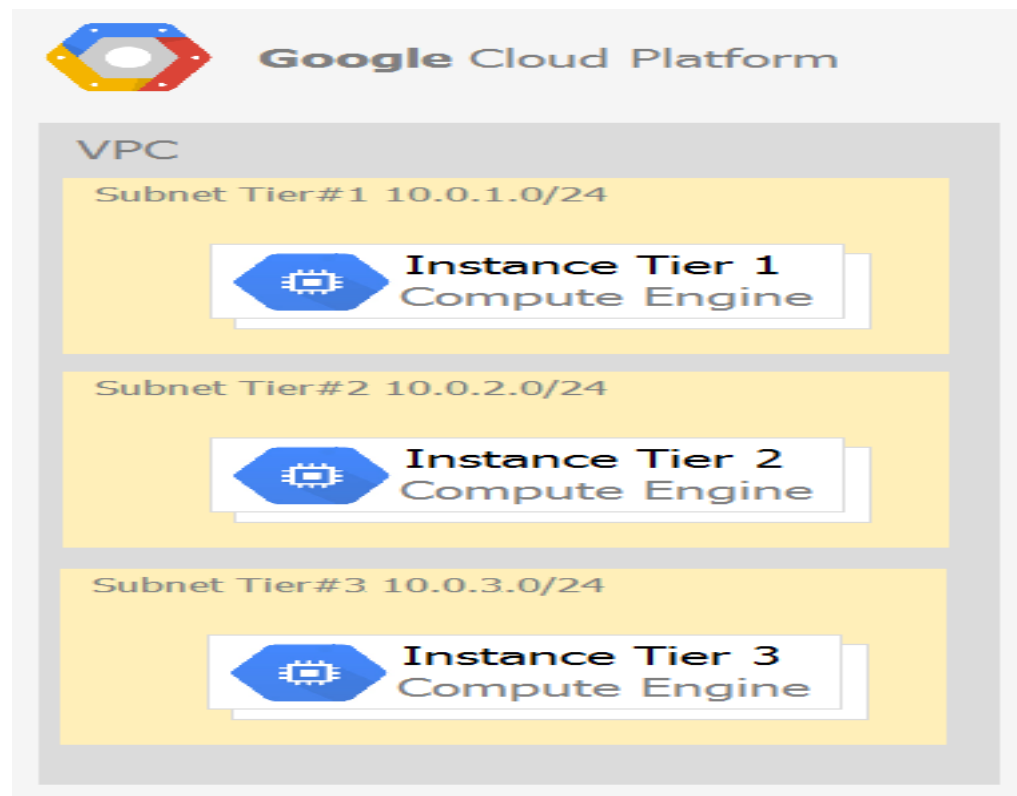 Google Cloud Platform
VPC
Subnet Tier#1 10.0.1.0/24
Instance Tier 1
Compute Engine
Subnet Tier#2 10.0.2.0/24
Instance Tier 2
Compute Engine
Subnet Tier#3 10.0.3.0/24
Instance Tier 3
Compute Engine